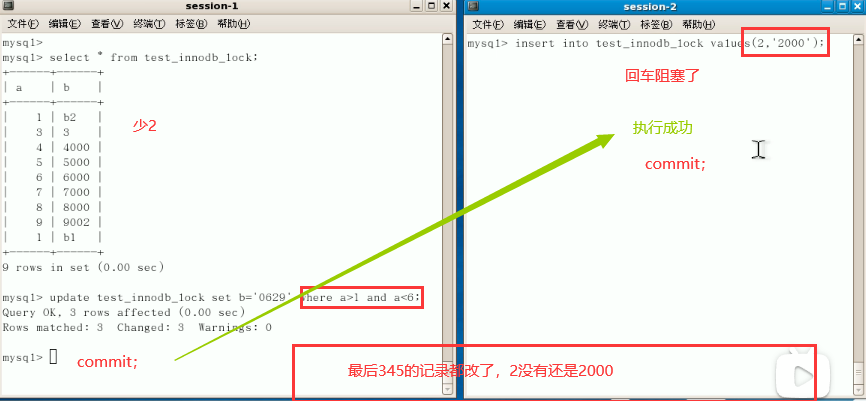 session-1
文件(F) 编辑(E) 查看(V) 终端(T) 标签(B) 帮助(H)
mysql>
mysql> select * from test_innodb_lock;
+------+------+
| a | b |
+------+------+
| 1 | b2 |
| 3 | 3 |
| 4 | 4000 |
| 5 | 5000 |
| 6 | 6000 |
| 7 | 7000 |
| 8 | 8000 |
| 9 | 9002 |
| 1 | b1 |
+------+------+
9 rows in set (0.00 sec)
少2
mysql> update test_innodb_lock set b='0629' where a>1 and a<6;
Query OK, 3 rows affected (0.00 sec)
Rows matched: 3 Changed: 3 Warnings: 0
mysql>
commit；
session-2
文件(F) 编辑(E) 查看(V) 终端(T) 标签(B) 帮助(H)
mysql> insert into test_innodb_lock values(2,'2000');
回车阻塞了
执行成功
commit；
最后345的记录都改了，2没有还是2000